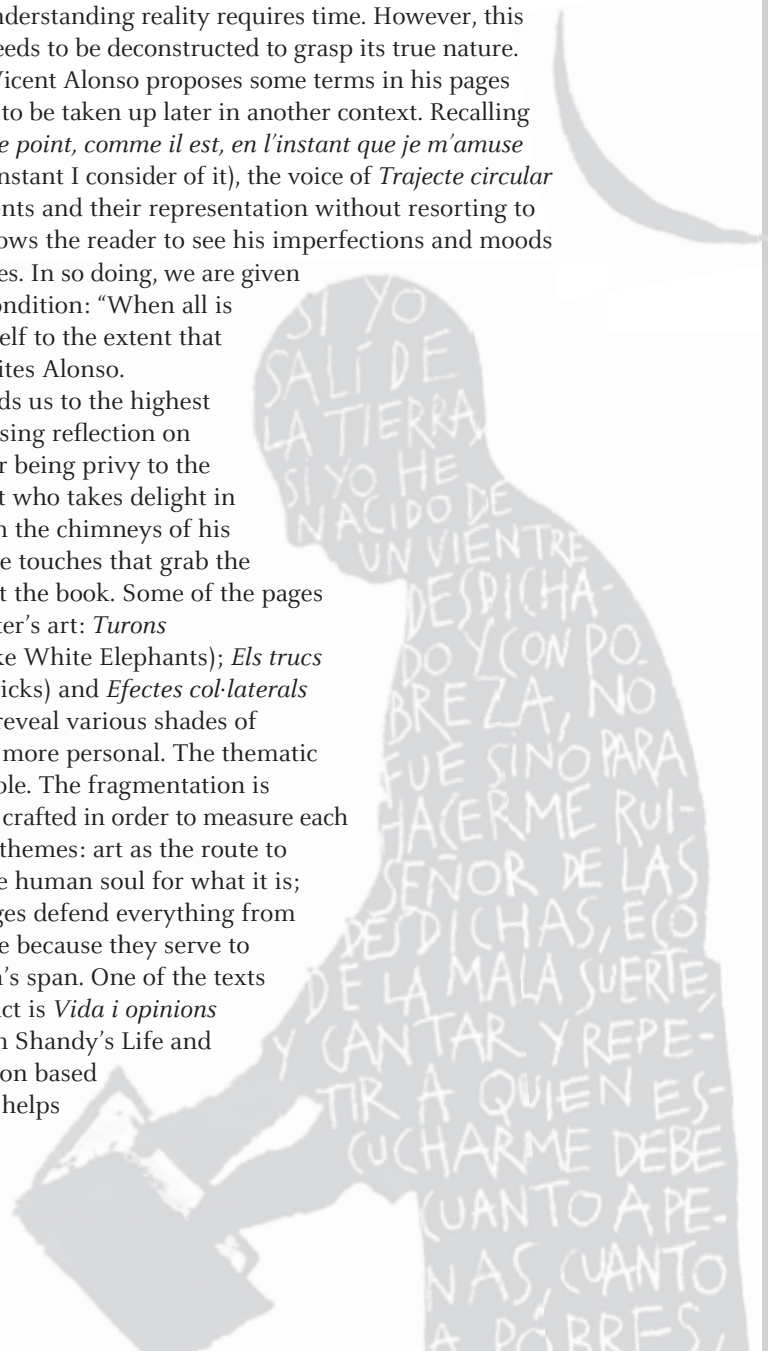 nderstanding reality requires time. However, this
eeds to be deconstructed to grasp its true nature.
Vicent Alonso proposes some terms in his pages
to be taken up later in another context. Recalling
e point, comme il est, en l’instant que je m’amuse
nstant I consider of it), the voice of Trajecte circular
ents and their representation without resorting to
ows the reader to see his imperfections and moods
es. In so doing, we are given
ondition: “When all is
elf to the extent that
ites Alonso.
ds us to the highest
sing reflection on
r being privy to the
t who takes delight in
n the chimneys of his
e touches that grab the
t the book. Some of the pages
ter’s art: Turons
ke White Elephants); Els trucs
icks) and Efectes col·laterals
reveal various shades of
more personal. The thematic
ole. The fragmentation is
crafted in order to measure each
themes: art as the route to
e human soul for what it is;
ges defend everything from
e because they serve to
n’s span. One of the texts
act is Vida i opinions
n Shandy’s Life and
on based
helps
SI YO
SALÍ DE
LA TIERRA,
SI YO HE
NACIDO DE
UN VIENTRE
DESDICHA-
DO Y CON PO-
BREZA, NO
FUE SINO PARA
HACERME RUI-
SEÑOR DE LAS
DESDICHAS, ECO
DE LA MALA SUERTE,
Y CANTAR Y REPE-
TIR A QUIEN ES-
CUCHARME DEBE
CUANTO A PE-
NAS, CUANTO
A POBRES,